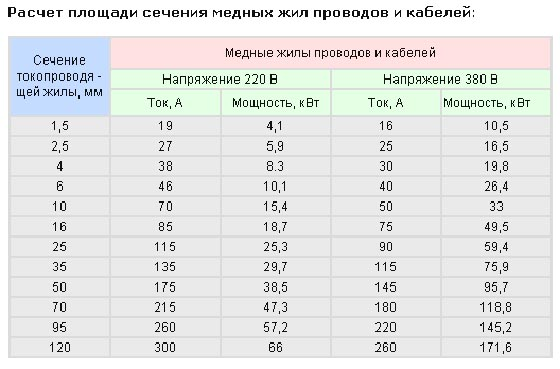 Расчет площади сечения медных жил проводов и кабелей:
Сечение токопроводя - щей жилы, мм
Медные жилы проводов и кабелей
Напряжение 220 В Напряжение 380 В
Ток, А Мощность, кВт Ток, А Мощность, кВт
1,5 19 4,1 16 10,5
2,5 27 5,9 25 16,5
4 38 8.3 30 19,8
6 46 10,1 40 26,4
10 70 15,4 50 33
16 85 18,7 75 49,5
25 115 25,3 90 59,4
35 135 29,7 115 75,9
50 175 38,5 145 95,7
70 215 47,3 180 118,8
95 260 57,2 220 145,2
120 300 66 260 171,6